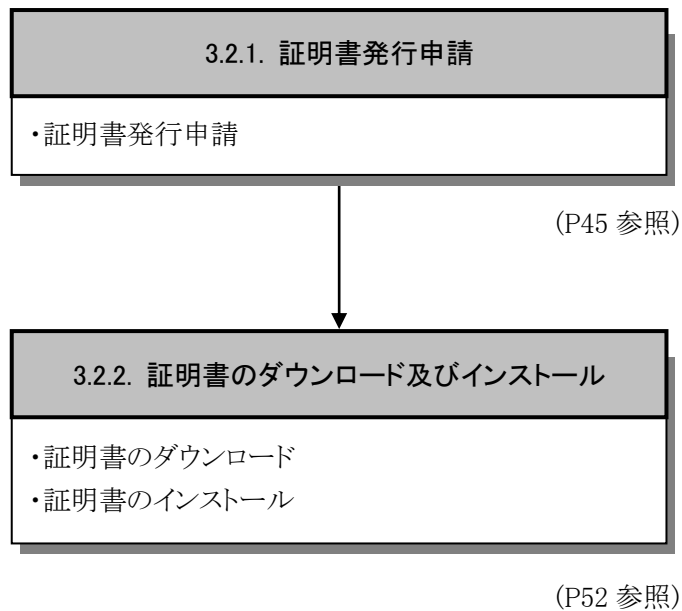 3.2.1. 証明書発行申請
・証明書発行申請
(P45 参照)
3.2.2. 証明書のダウンロード及びインストール
・証明書のダウンロード
・証明書のインストール
(P52 参照)